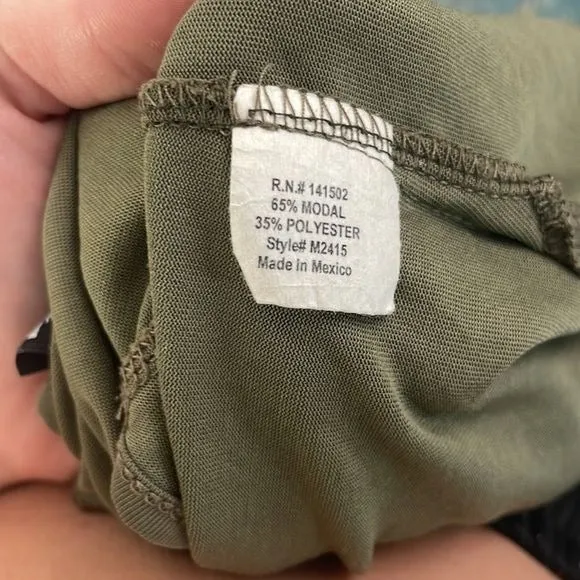 R.N.# 141502
65% MODAL
35% POLYESTER
Style# M2415
Made in Mexico